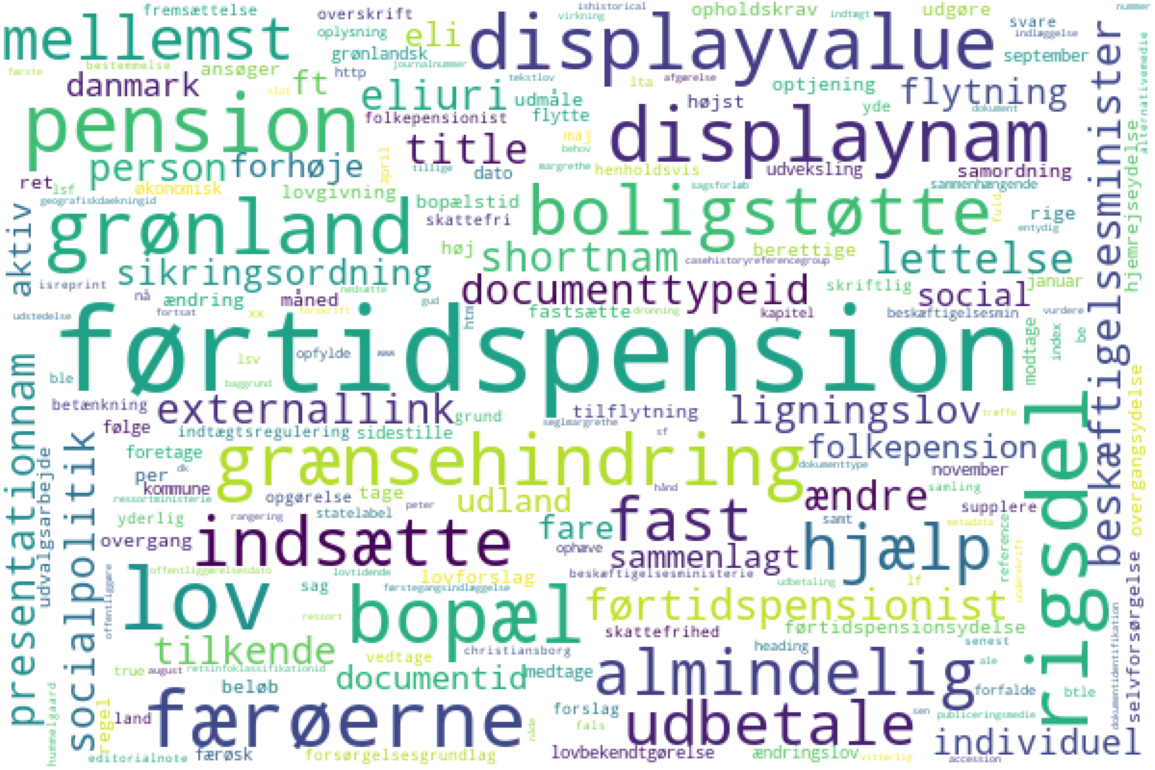 fremsættelse overskrift ishistorical opholdskrav udgøre nummer
mellemst oplysning eli virkning displayvalue indtægt svare indlæggelse
grønlandsk september
første bestemmelse ansøger journalnummer tekstlov
danmark ft http lta afgørelse optjening flytning
slot eliuri udmåle højst yde dokument
pension folkepensionist flytte displaynam
title maj behov
person forhøje april tillige dato margrethe henholdsvis udveksling samordning
ret lsf økonomisk lovgivning bopælstid sagsforløb sammenhængende
geografiskdaekningid skattefri boligstøtte fuld rige
grønland entydig
aktiv høj shortnam berettige lettelse
sikringsordning casehistoryreferencegroup
isreprint documenttypeid skriftlig social januar
nå ændring måned nedsætte gud
udstedelse fortsat xx forskrift htm fastsætte dronning kapitel beskæftigelsesmin vurdere
førtidspension
lsv opfylde www modtage index be
ble baggrund
betænkning externallink grund tilflytning ligningslov træffe
følge indtægtsregulering sidestille seglmargrethe
foretage dk grænsehindring sf folkepension
per dokumenttype november
ressortministerie kommune opgørelse tage hånd samling
rangering statelabel peter udland ændre supplere
yderlig fast samt metadata
overgang indsætte fare hjælp reference
ophæve sammenlagt
offentliggørelsesdato lovtidende lovforslag beskæftigelsesministerie lf underskrift
lov sag førstegangsindlæggelse udbetaling
ressort bopæl førtidspensionist
skattefrihed førtidspensionsydelse
tilkende vedtage christiansborg heading senest
true august retsinfoklassifikationid documentid medtage almindelig ale
beløb forfalde btle
regel land færøerne nåde forslag udbetale sen publiceringsmedie
fals
individuel
editorialnote færøsk forsørgelsesgrundlag lovbekendtgørelse ændringslov vitterlig accession
presentationnam
udvalgsarbejde
socialpolitik
offentliggøre
hummelgaard
rigsdel
beskæftigelsesminister
hjemrejseydelse
alternativemedie
overgangsydelse
selvforsørgelse
dokumentidentifikation